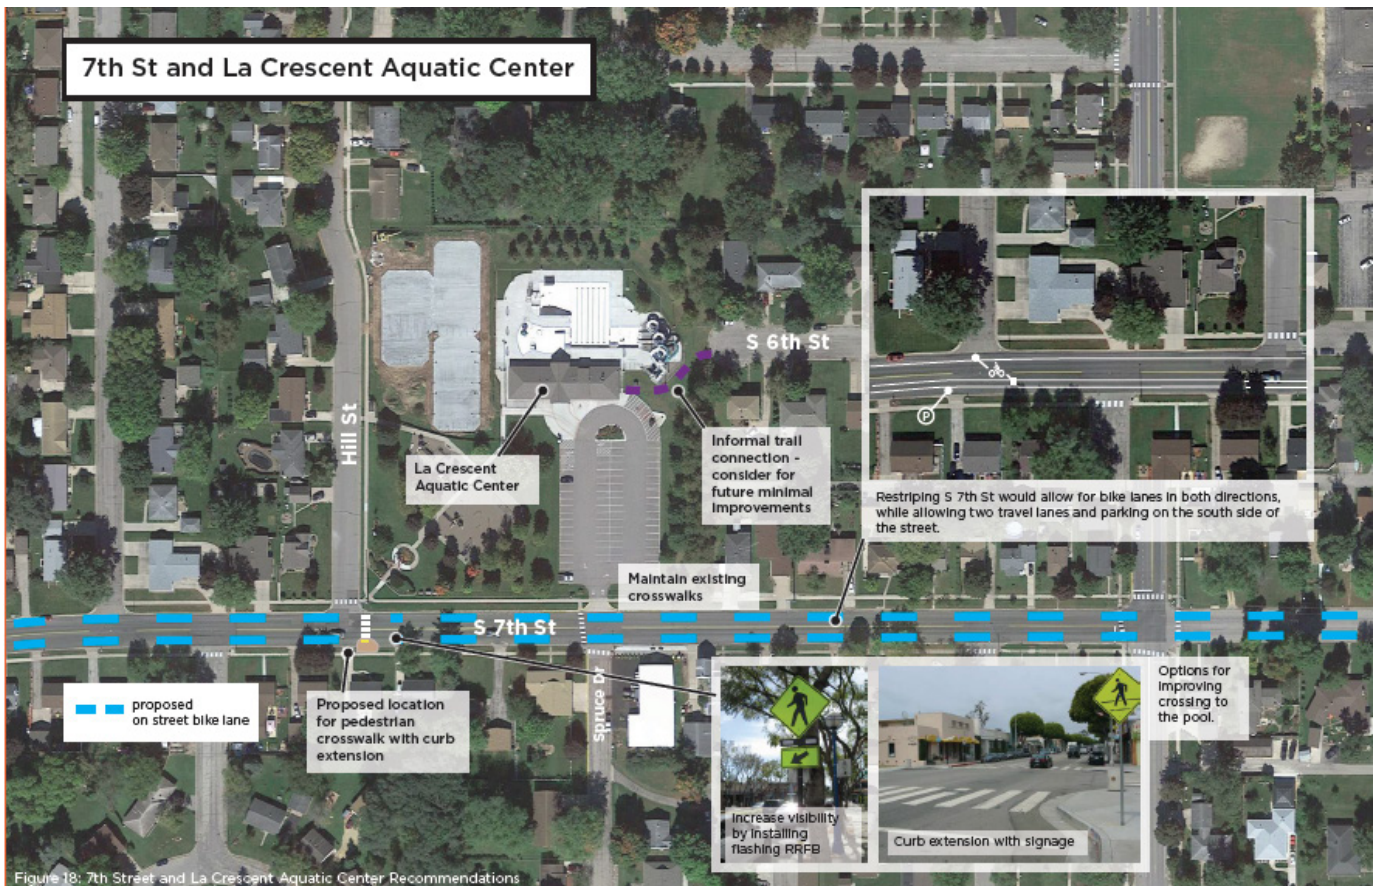 7th St and La Crescent Aquatic Center
S 6th St
Hill St
La Crescent
Aquatic Center
Informal trail
connection -
consider for
future minimal
improvements
P
Restriping S 7th St would allow for bike lanes in both directions,
while allowing two travel lanes and parking on the south side of
the street.
Maintain existing
crosswalks
S 7th St
proposed
on street bike lane
Proposed location
for pedestrian
crosswalk with curb
extension
Spruce Dr
Increase visibility
by installing
flashing RRFB
Curb extension with signage
Options for
improving
crossing to
the pool.
Figure 18: 7th Street and La Crescent Aquatic Center Recommendations